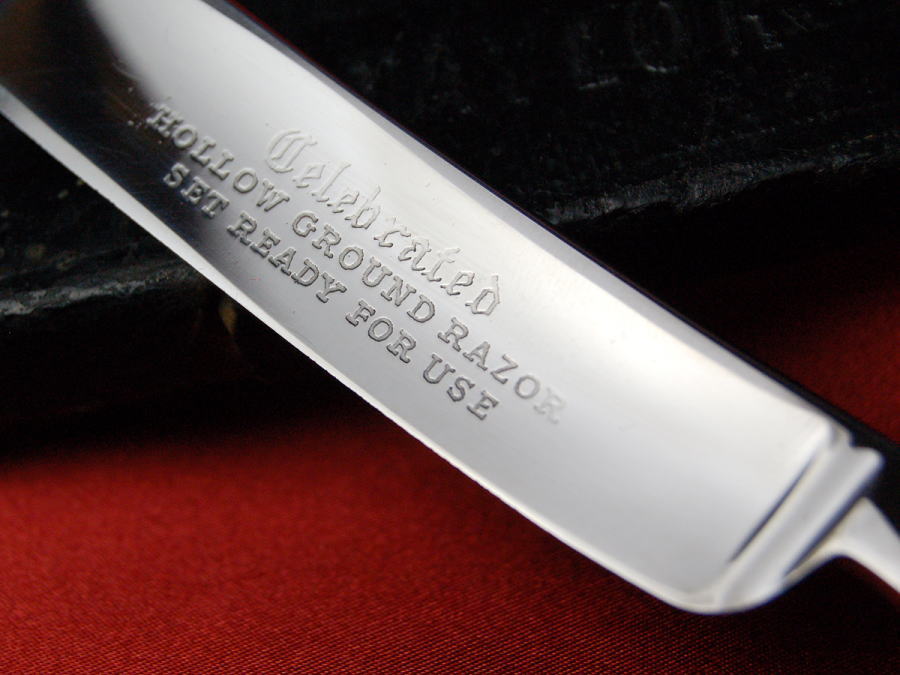 Celebrated
HOLLOW GROUND RAZOR
SET READY FOR USE